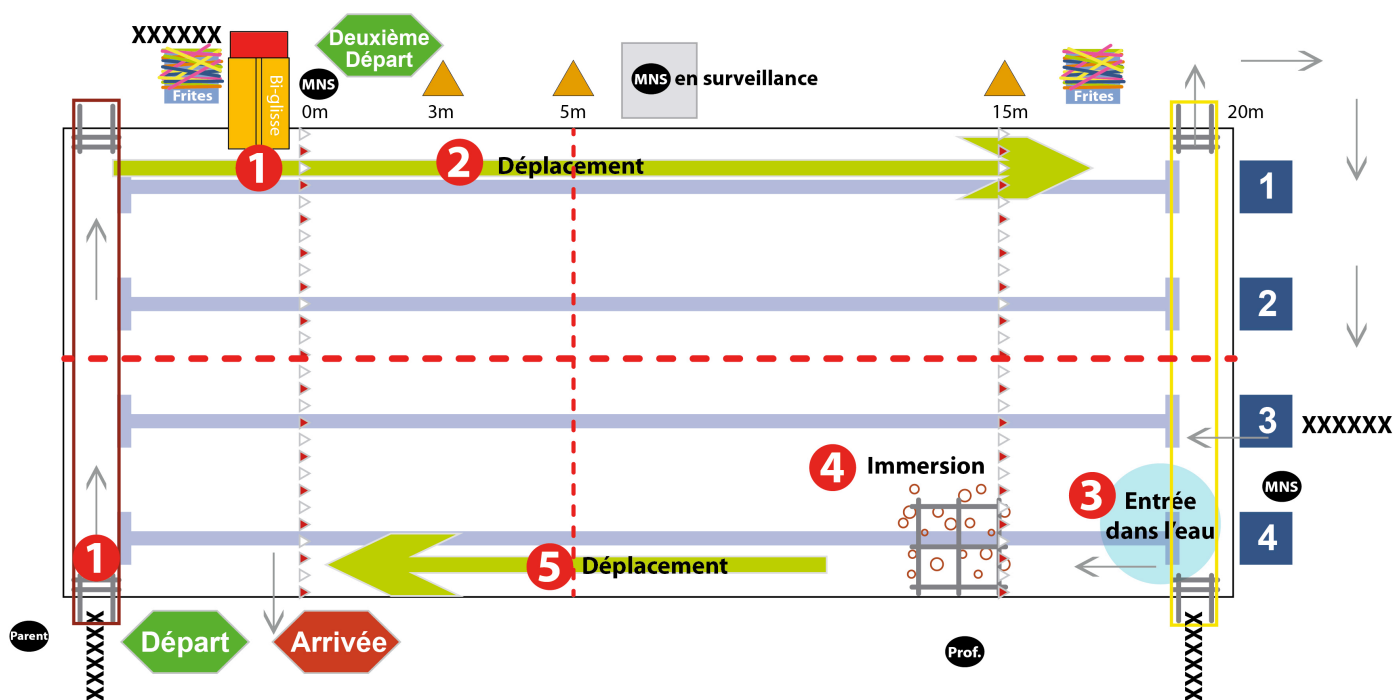 XXXXXX
Deuxième
Départ
Frites
Bi-glisse
MNS
MNS en surveillance
Frites
0m
3m
5m
15m
20m
1
2
Déplacement
1
2
3
XXXXXX
4
Immersion
3
Entrée
dans l'eau
MNS
4
1
5
Déplacement
Parent
XXXXXX
Départ
Arrivée
Prof.
XXXXXX